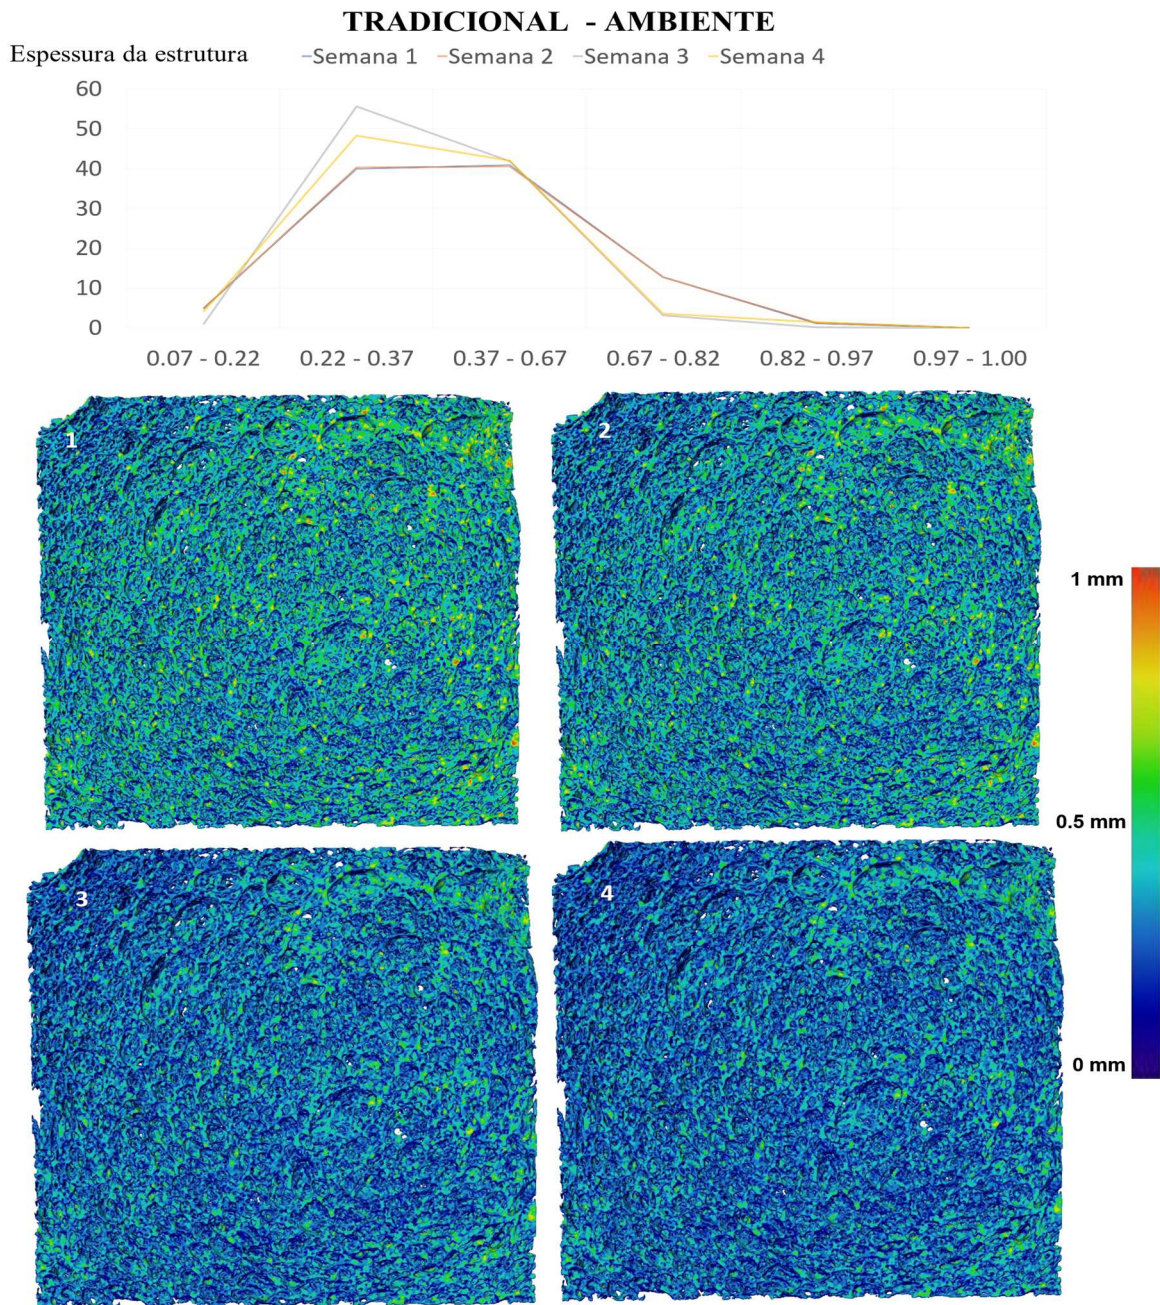 TRADICIONAL - AMBIENTE
Espessura da estrutura
Semana 1 Semana 2 Semana 3 Semana 4
60
50
40
30
20
10
0
0.07 - 0.22 0.22 - 0.37 0.37 - 0.67 0.67 - 0.82 0.82 - 0.97 0.97 - 1.00
1 2
1 mm
0.5 mm
3 4
0 mm